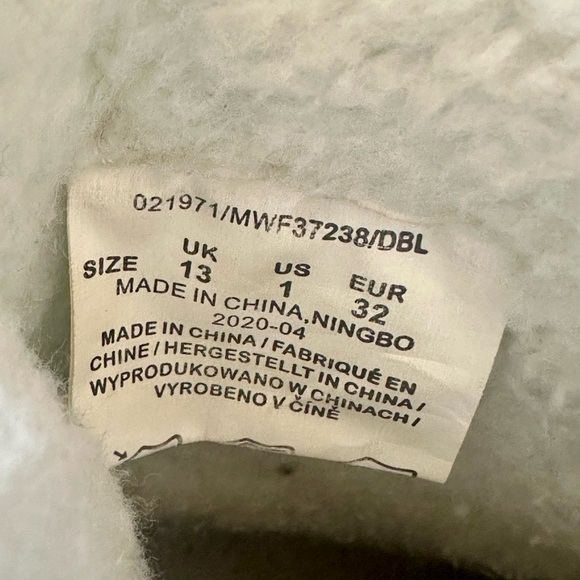 021971/MWF37238/DBL
SIZE UK 13 US 1 EUR 32
MADE IN CHINA,NINGBO
2020-04
MADE IN CHINA / FABRIQUÉ EN
CHINE / HERGESTELLT IN CHINA /
WYPRODUKOWANO W CHINACH /
VYROBENO V ČÍNĚ